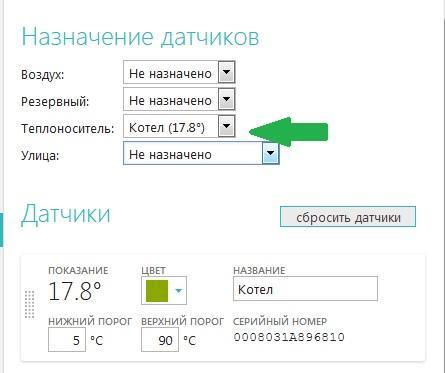 Назначение датчиков
Воздух: Не назначено
Резервный: Не назначено
Теплоноситель: Котел (17.8°)
Улица: Не назначено
Датчики сбросить датчики
ПОКАЗАНИЕ ЦВЕТ НАЗВАНИЕ
17.8° Котел
НИЖНИЙ ПОРОГ ВЕРХНИЙ ПОРОГ СЕРИЙНЫЙ НОМЕР
5 °C 90 °C 0008031A896810